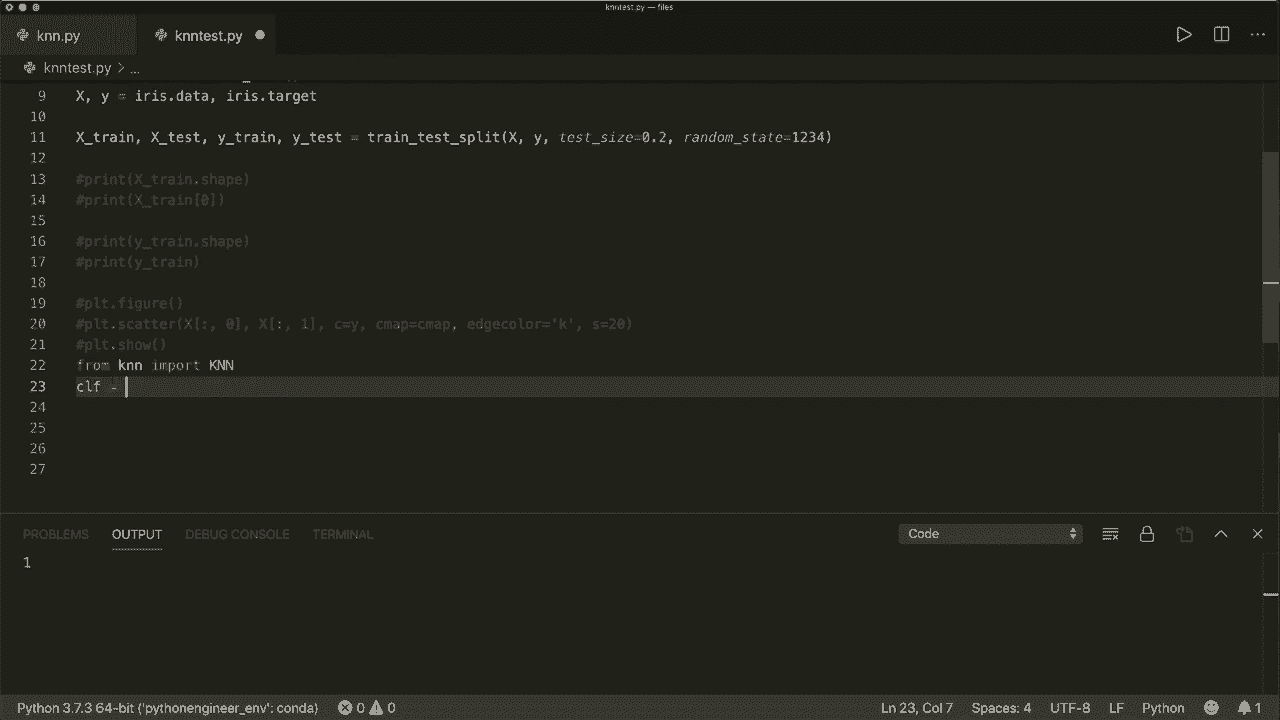 knntest.py — files
knn.py
knntest.py
knntest.py > ...
9 X, y = iris.data, iris.target
10
11 X_train, X_test, y_train, y_test = train_test_split(X, y, test_size=0.2, random_state=1234)
12
13 #print(X_train.shape)
14 #print(X_train[0])
15
16 #print(y_train.shape)
17 #print(y_train)
18
19 #plt.figure()
20 #plt.scatter(X[:, 0], X[:, 1], c=y, cmap=cmap, edgecolor='k', s=20)
21 #plt.show()
22 from knn import KNN
23 clf -
24
25
26
27
PROBLEMS OUTPUT DEBUG CONSOLE TERMINAL Code
1
Python 3.7.3 64-bit ('pythonengineer_env': conda) 0 0 Ln 23, Col 7 Spaces: 4 UTF-8 LF Python 1